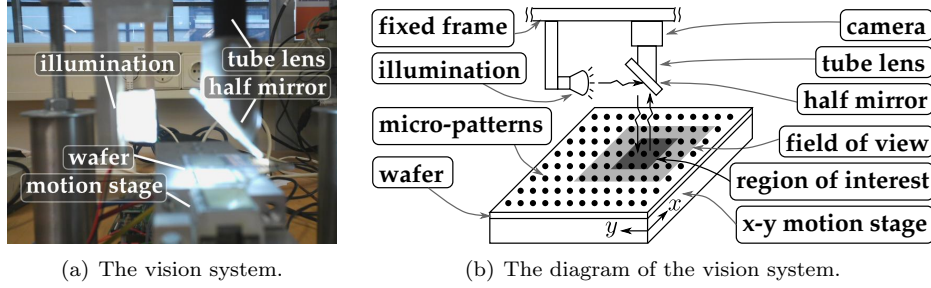 illumination
tube lens
half mirror
wafer
motion stage
(a) The vision system.
fixed frame
illumination
micro-patterns
wafer
camera
tube lens
half mirror
field of view
region of interest
x-y motion stage
x
y
(b) The diagram of the vision system.